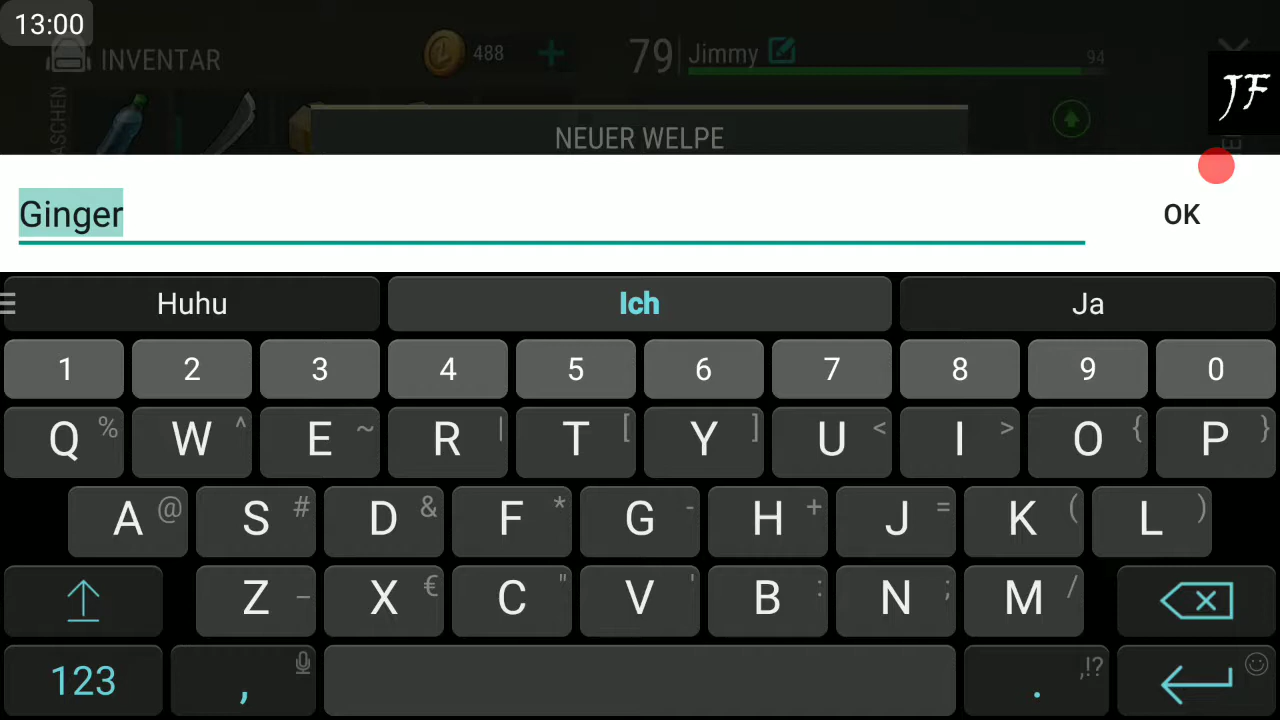 13:00
INVENTAR
488
79 Jimmy
94
TASCHEN
JF
NEUER WELPE
Ginger
OK
Huhu Ich Ja
1 2 3 4 5 6 7 8 9 0
Q % W ^ E ~ R | T [ Y ] U < I > O { P }
A @ S # D & F * G - H + J = K ( L )
Z _ X € C " V ' B : N ; M /
123 , . ,!?